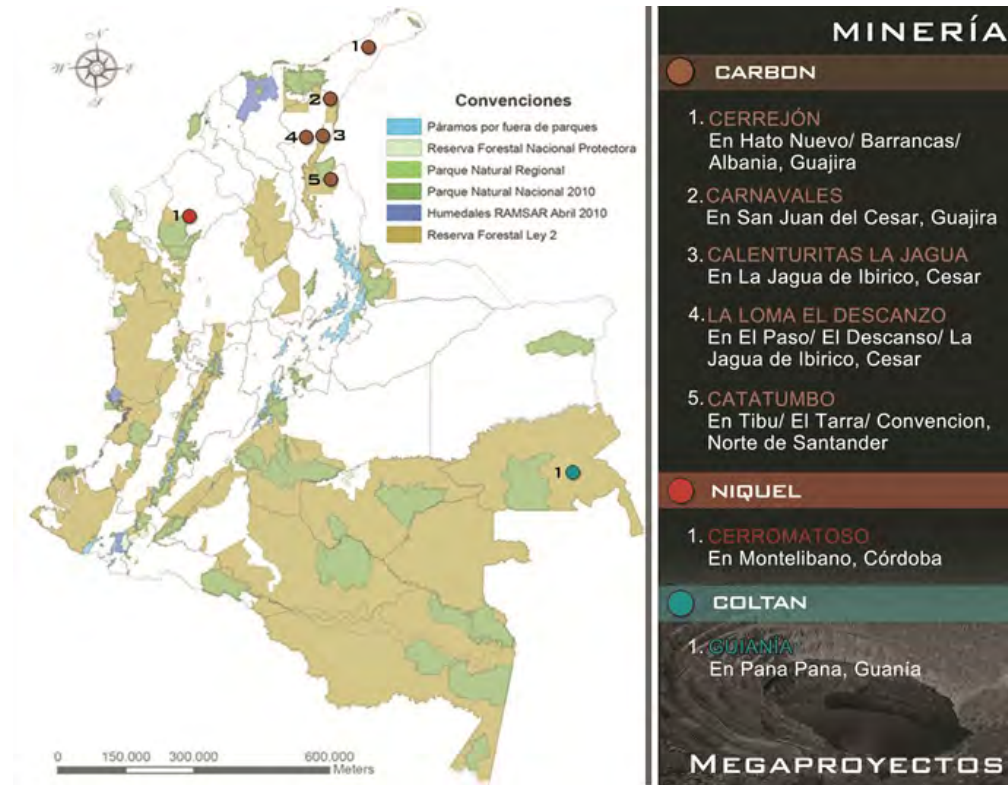 N
W
E
S
1
2
4
3
5
1
1
Convenciones
Páramos por fuera de parques
Reserva Forestal Nacional Protectora
Parque Natural Regional
Parque Natural Nacional 2010
Humedales RAMSAR Abril 2010
Reserva Forestal Ley 2
0 150.000 300.000 600.000
Meters
MINERÍA
CARBON
1. CERREJÓN
En Hato Nuevo/ Barrancas/
Albania, Guajira
2. CARNAVALES
En San Juan del Cesar, Guajira
3. CALENTURITAS LA JAGUA
En La Jagua de Ibirico, Cesar
4. LA LOMA EL DESCANZO
En El Paso/ El Descanso/ La
Jagua de Ibirico, Cesar
5. CATATUMBO
En Tibu/ El Tarra/ Convencion,
Norte de Santander
NIQUEL
1. CERROMATOSO
En Montelibano, Córdoba
COLTAN
1. GUIANÍA
En Pana Pana, Guanía
MEGAPROYECTOS